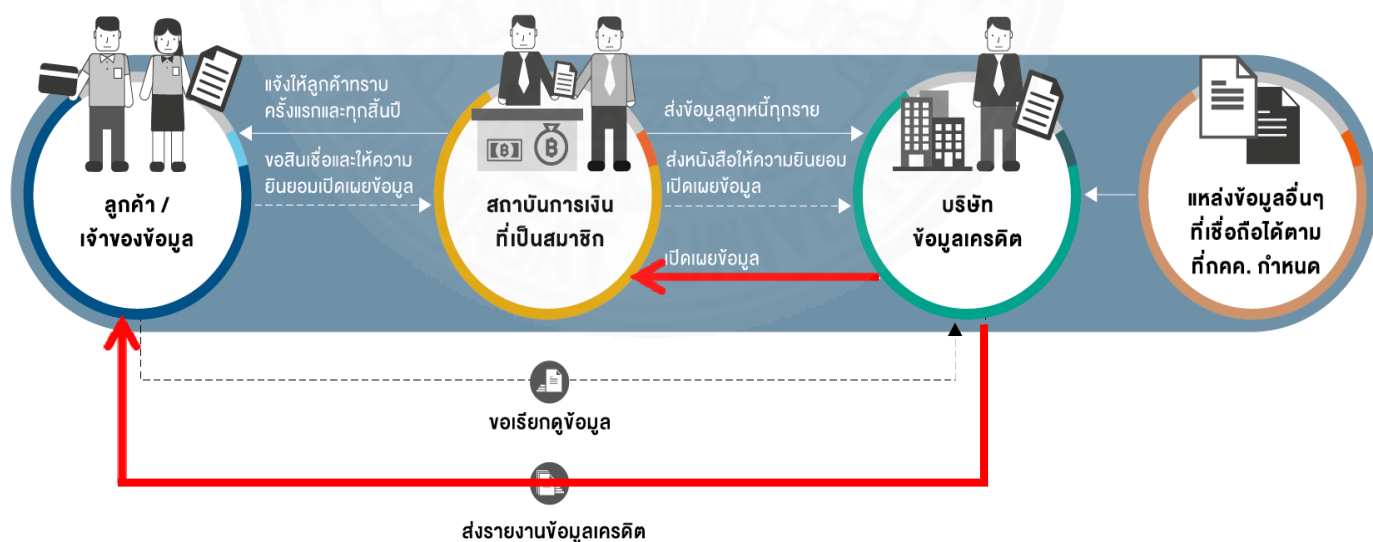 แจ้งให้ลูกค้าทราบ
ครั้งแรกและทุกสิ้นปี
ขอสินเชื่อและให้ความ
ยินยอมเปิดเผยข้อมูล
ลูกค้า /
เจ้าของข้อมูล
สถาบันการเงิน
ที่เป็นสมาชิก
ส่งข้อมูลลูกหนี้ทุกราย
ส่งหนังสือให้ความยินยอม
เปิดเผยข้อมูล
เปิดเผยข้อมูล
บริษัท
ข้อมูลเครดิต
แหล่งข้อมูลอื่นๆ
ที่เชื่อถือได้ตาม
ที่กคค. กำหนด
ขอเรียกดูข้อมูล
ส่งรายงานข้อมูลเครดิต